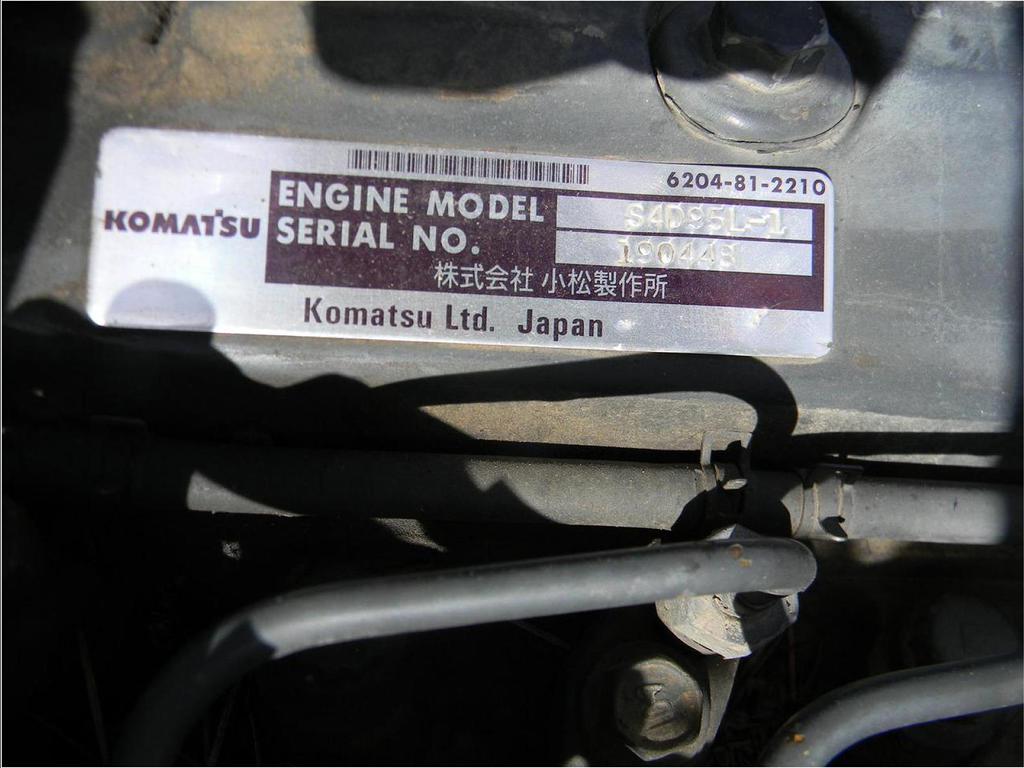 6204-81-2210
KOMATSU
ENGINE MODEL S4D95L-1
SERIAL NO. 190448
株式会社 小松製作所
Komatsu Ltd. Japan